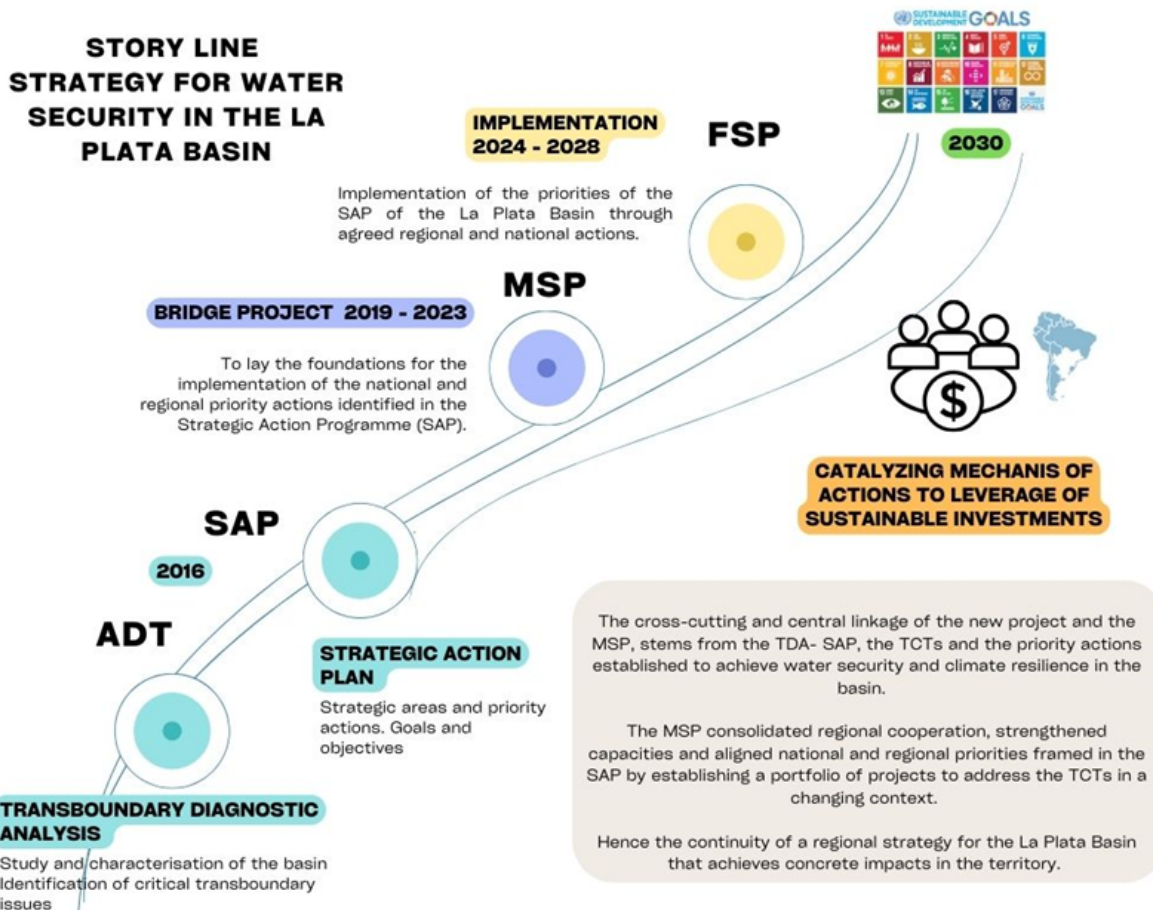 STORY LINE
STRATEGY FOR WATER
SECURITY IN THE LA
PLATA BASIN
SUSTAINABLE
DEVELOPMENT GOALS
2030
IMPLEMENTATION
2024 - 2028
FSP
Implementation of the priorities of the
SAP of the La Plata Basin through
agreed regional and national actions.
MSP
BRIDGE PROJECT 2019 - 2023
To lay the foundations for the
implementation of the national and
regional priority actions identified in the
Strategic Action Programme (SAP).
$
CATALYZING MECHANIS OF
ACTIONS TO LEVERAGE OF
SUSTAINABLE INVESTMENTS
SAP
2016
STRATEGIC ACTION
PLAN
Strategic areas and priority
actions. Goals and
objectives
ADT
TRANSBOUNDARY DIAGNOSTIC
ANALYSIS
Study and characterisation of the basin
Identification of critical transboundary
issues
The cross-cutting and central linkage of the new project and the
MSP, stems from the TDA- SAP, the TCTs and the priority actions
established to achieve water security and climate resilience in the
basin.
The MSP consolidated regional cooperation, strengthened
capacities and aligned national and regional priorities framed in the
SAP by establishing a portfolio of projects to address the TCTs in a
changing context.
Hence the continuity of a regional strategy for the La Plata Basin
that achieves concrete impacts in the territory.